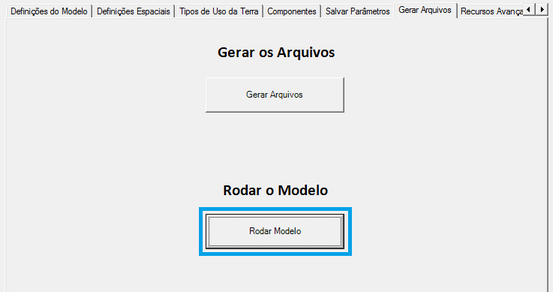 Definições do Modelo Definições Espaciais Tipos de Uso da Terra Componentes Salvar Parâmetros Gerar Arquivos Recursos Avança
Gerar os Arquivos
Gerar Arquivos
Rodar o Modelo
Rodar Modelo